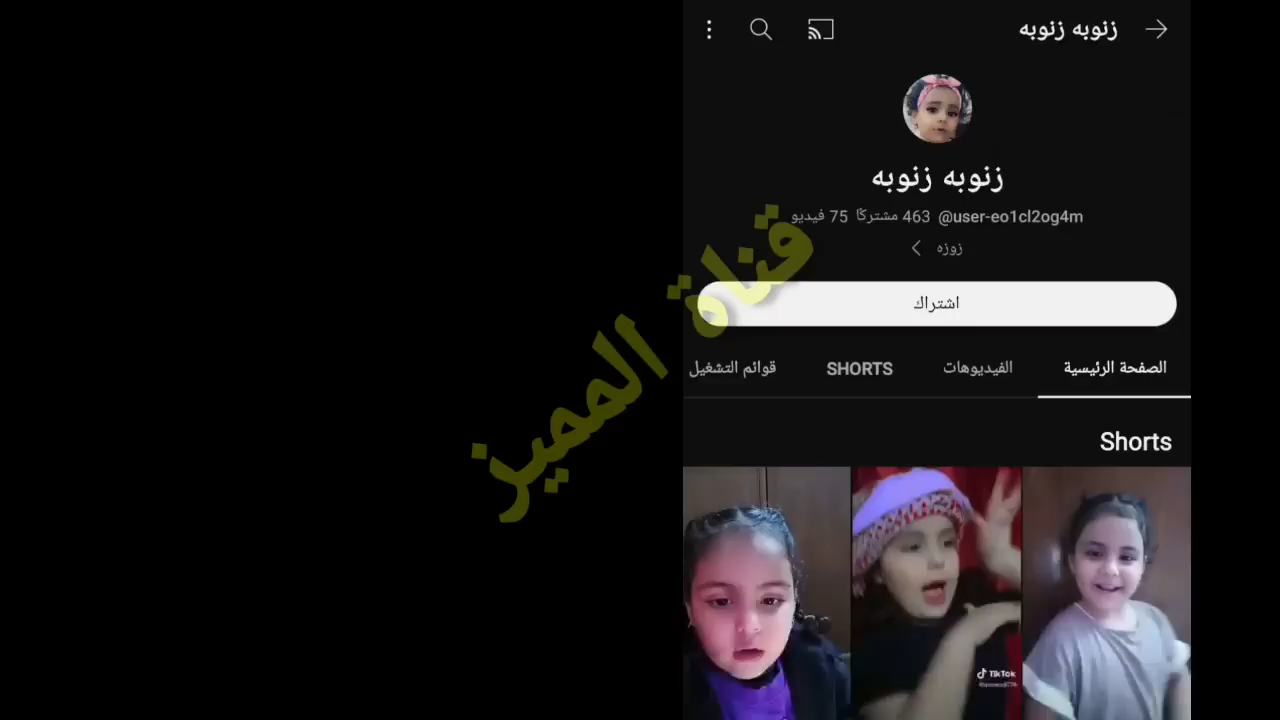 زنوبه زنوبه
زنوبه زنوبه
@user-eo1cl2og4m 463 مشتركًا 75 فيديو
زوزه
اشتراك
الصفحة الرئيسية
الفيديوهات
SHORTS
قوائم التشغيل
Shorts
TikTok
قناة المميز